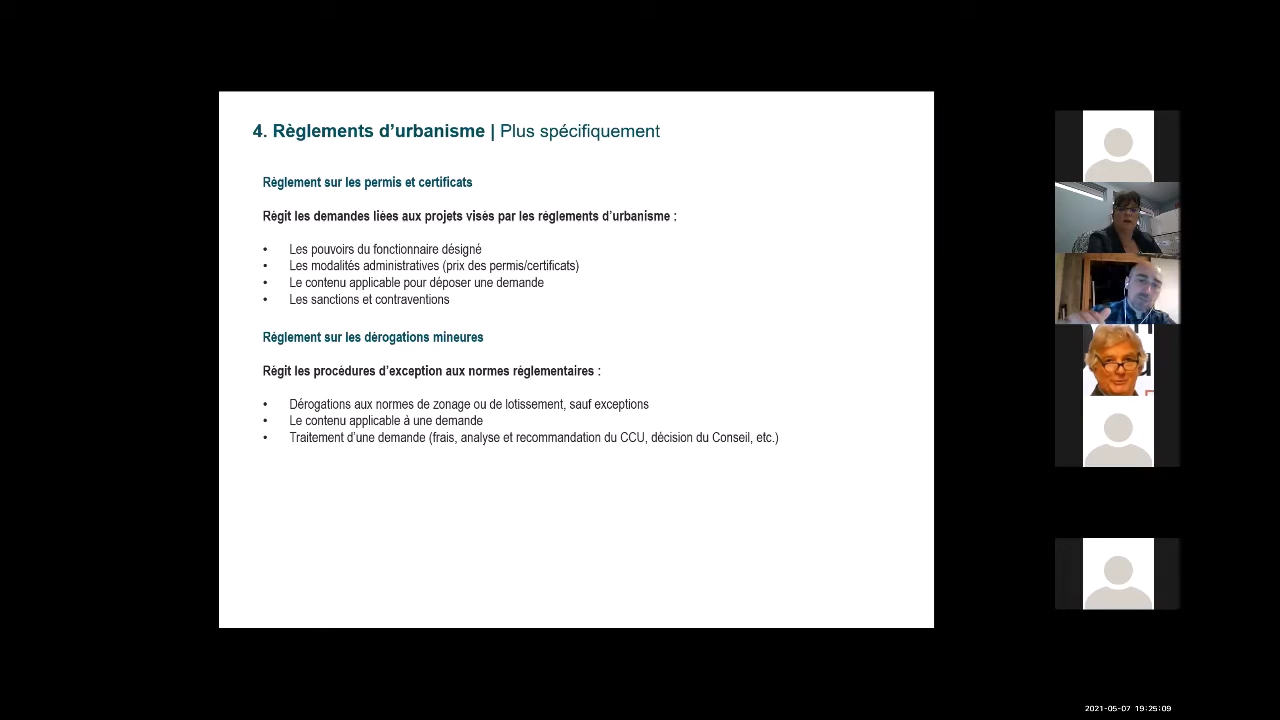 4. Règlements d’urbanisme | Plus spécifiquement
Règlement sur les permis et certificats
Régit les demandes liées aux projets visés par les règlements d’urbanisme :
• Les pouvoirs du fonctionnaire désigné
• Les modalités administratives (prix des permis/certificats)
• Le contenu applicable pour déposer une demande
• Les sanctions et contraventions
Règlement sur les dérogations mineures
Régit les procédures d’exception aux normes réglementaires :
• Dérogations aux normes de zonage ou de lotissement, sauf exceptions
• Le contenu applicable à une demande
• Traitement d’une demande (frais, analyse et recommandation du CCU, décision du Conseil, etc.)
2021-05-07 19:25:09